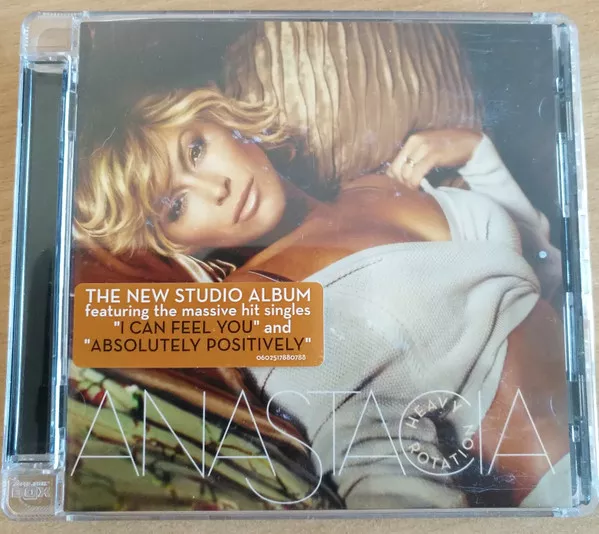 THE NEW STUDIO ALBUM
featuring the massive hit singles
"I CAN FEEL YOU" and
"ABSOLUTELY POSITIVELY"
0602517880788
ANASTACIA
HEAVY
ROTATION
BOX